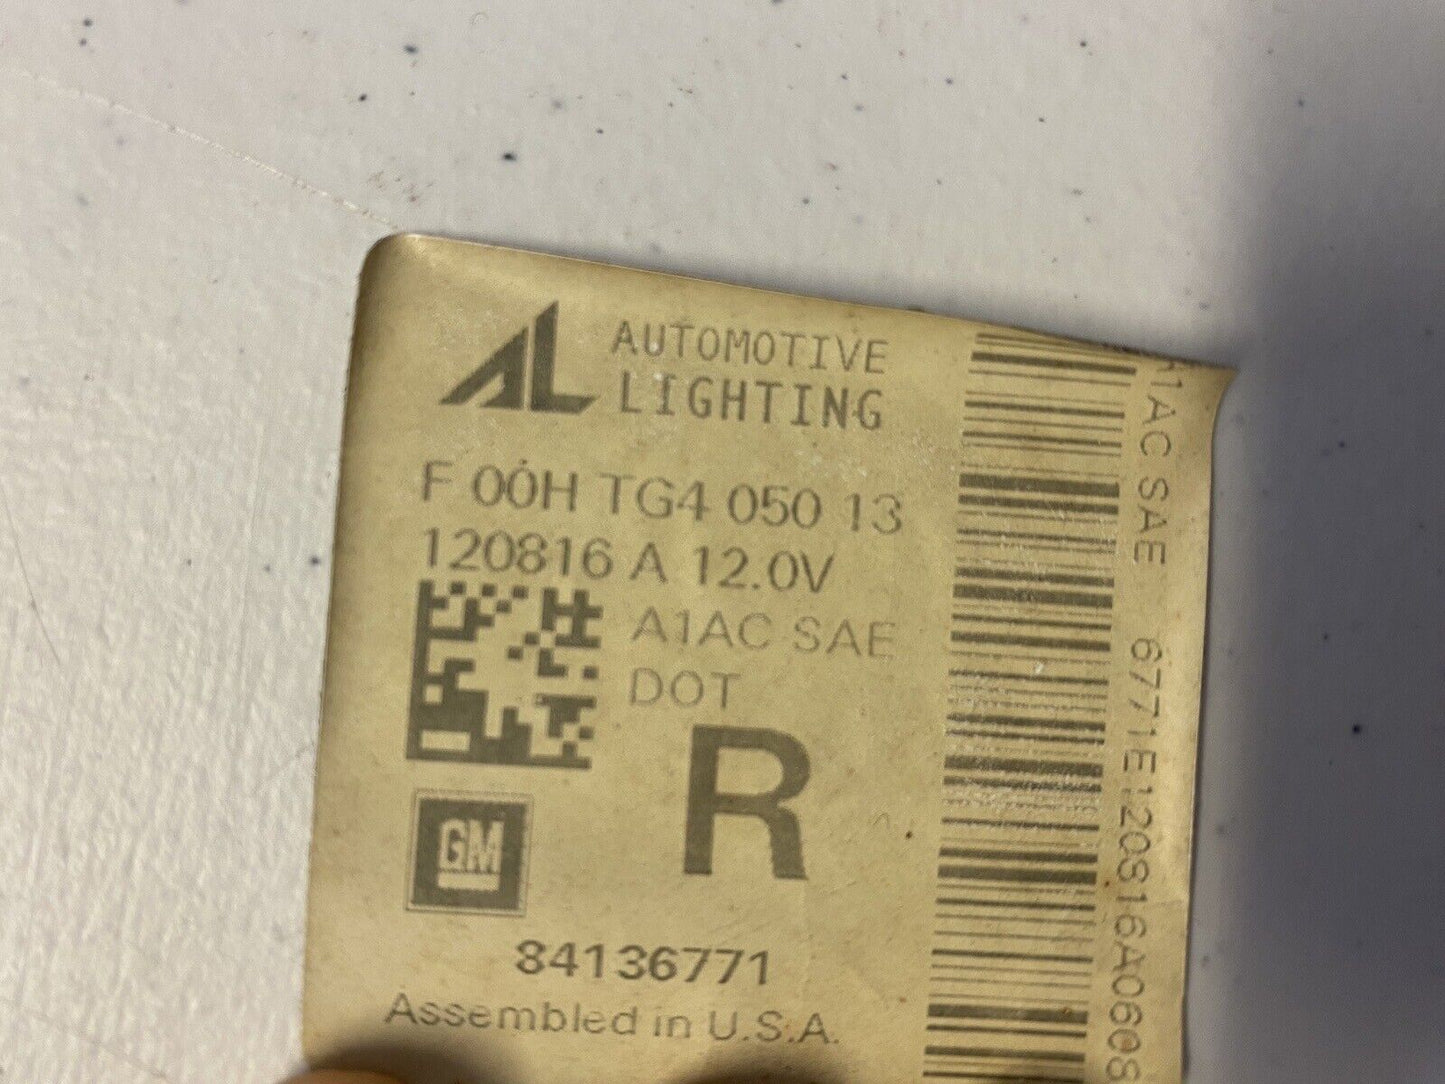 AL AUTOMOTIVE
LIGHTING
F 00H TG4 050 13
120816 A 12.0V
A1AC SAE
DOT
R
GM
84136771
Assembled in U.S.A.
A1AC SAE 6771E120816A0608